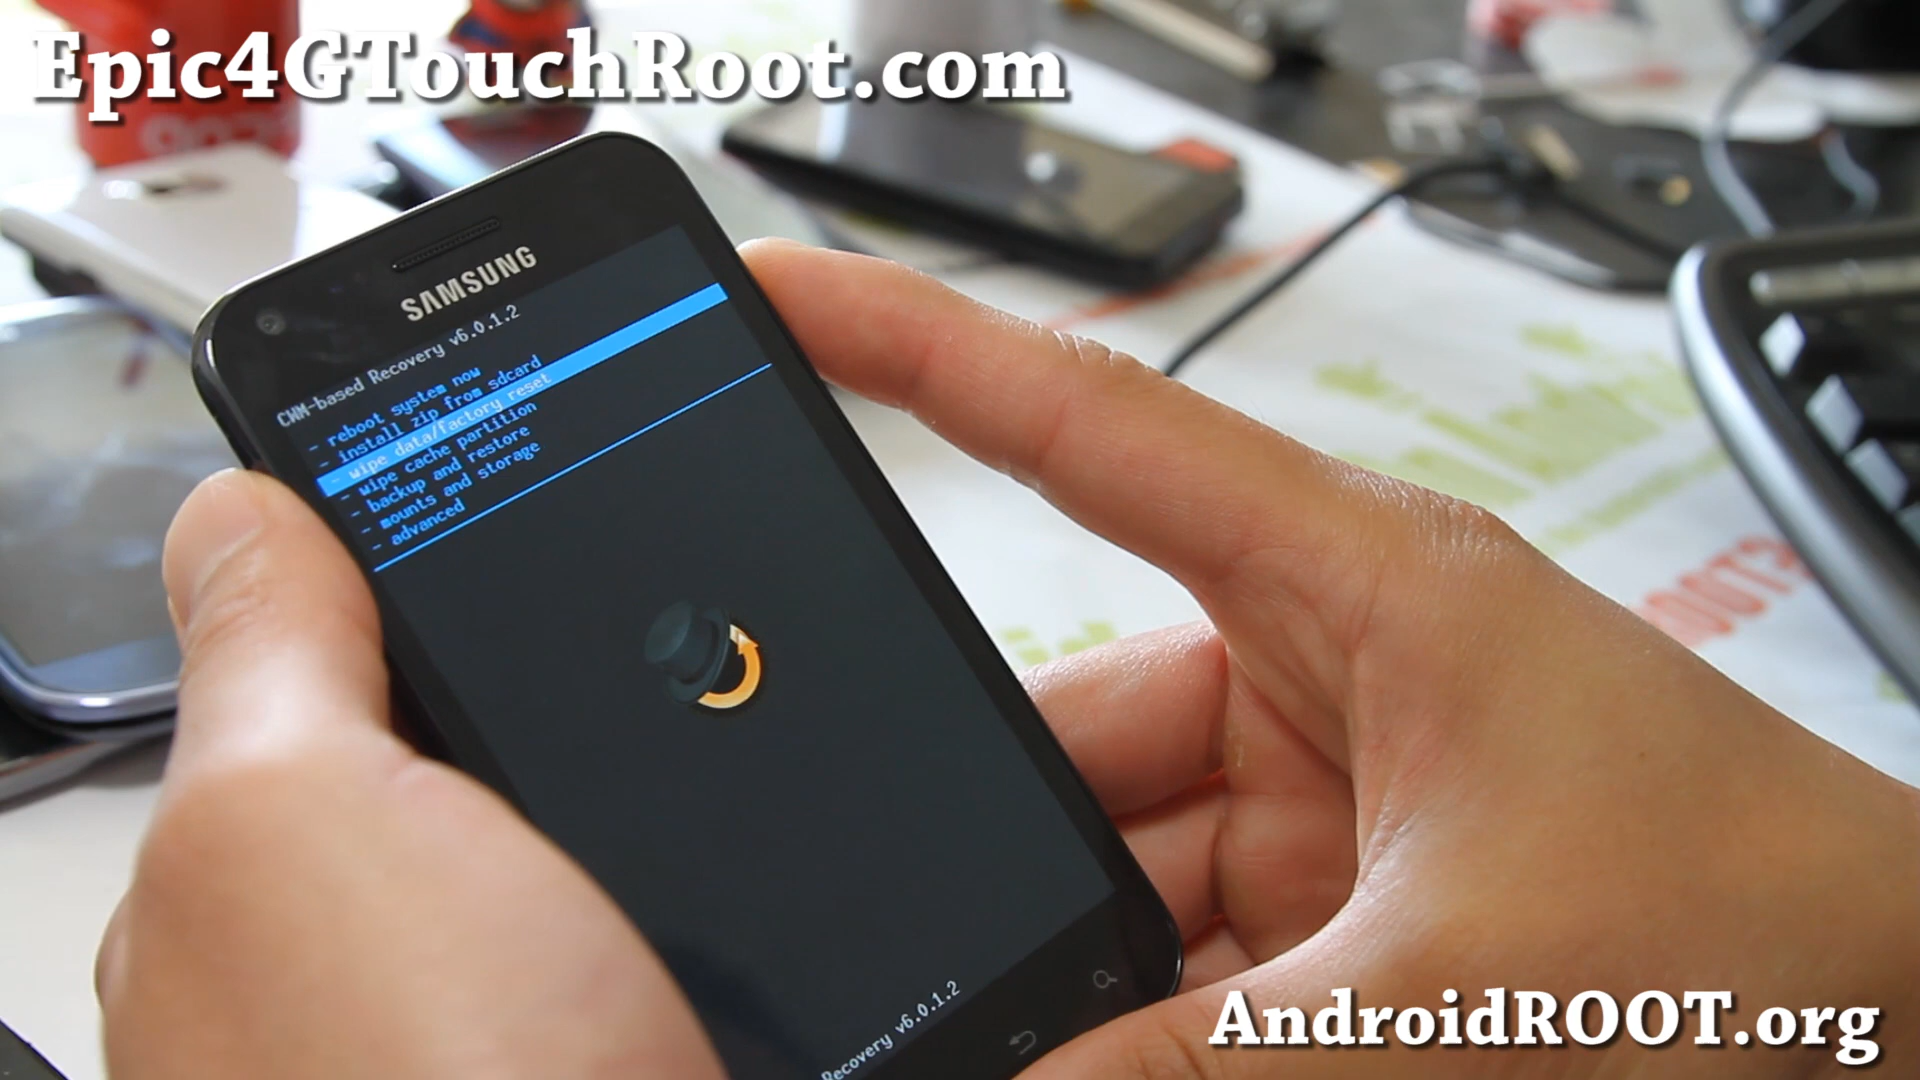 Epic4GTouchRoot.com
SAMSUNG
CWM-based Recovery v6.0.1.2
- reboot system now
- install zip from sdcard
- wipe data/factory reset
- wipe cache partition
- backup and restore
- mounts and storage
- advanced
ROOT
Recovery v6.0.1.2
AndroidROOT.org